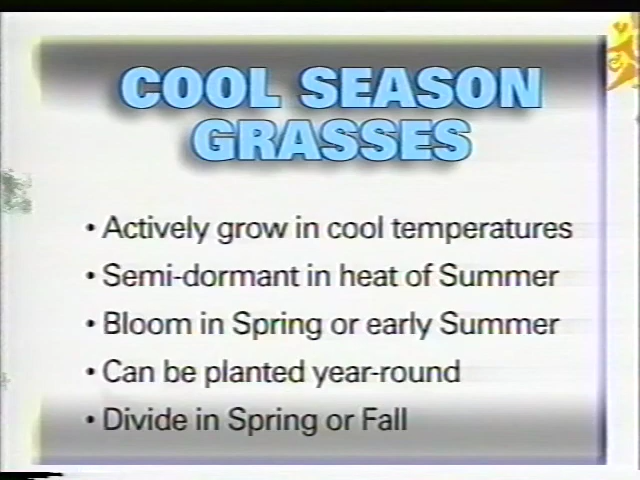 COOL SEASON
GRASSES
• Actively grow in cool temperatures
• Semi-dormant in heat of Summer
• Bloom in Spring or early Summer
• Can be planted year-round
• Divide in Spring or Fall